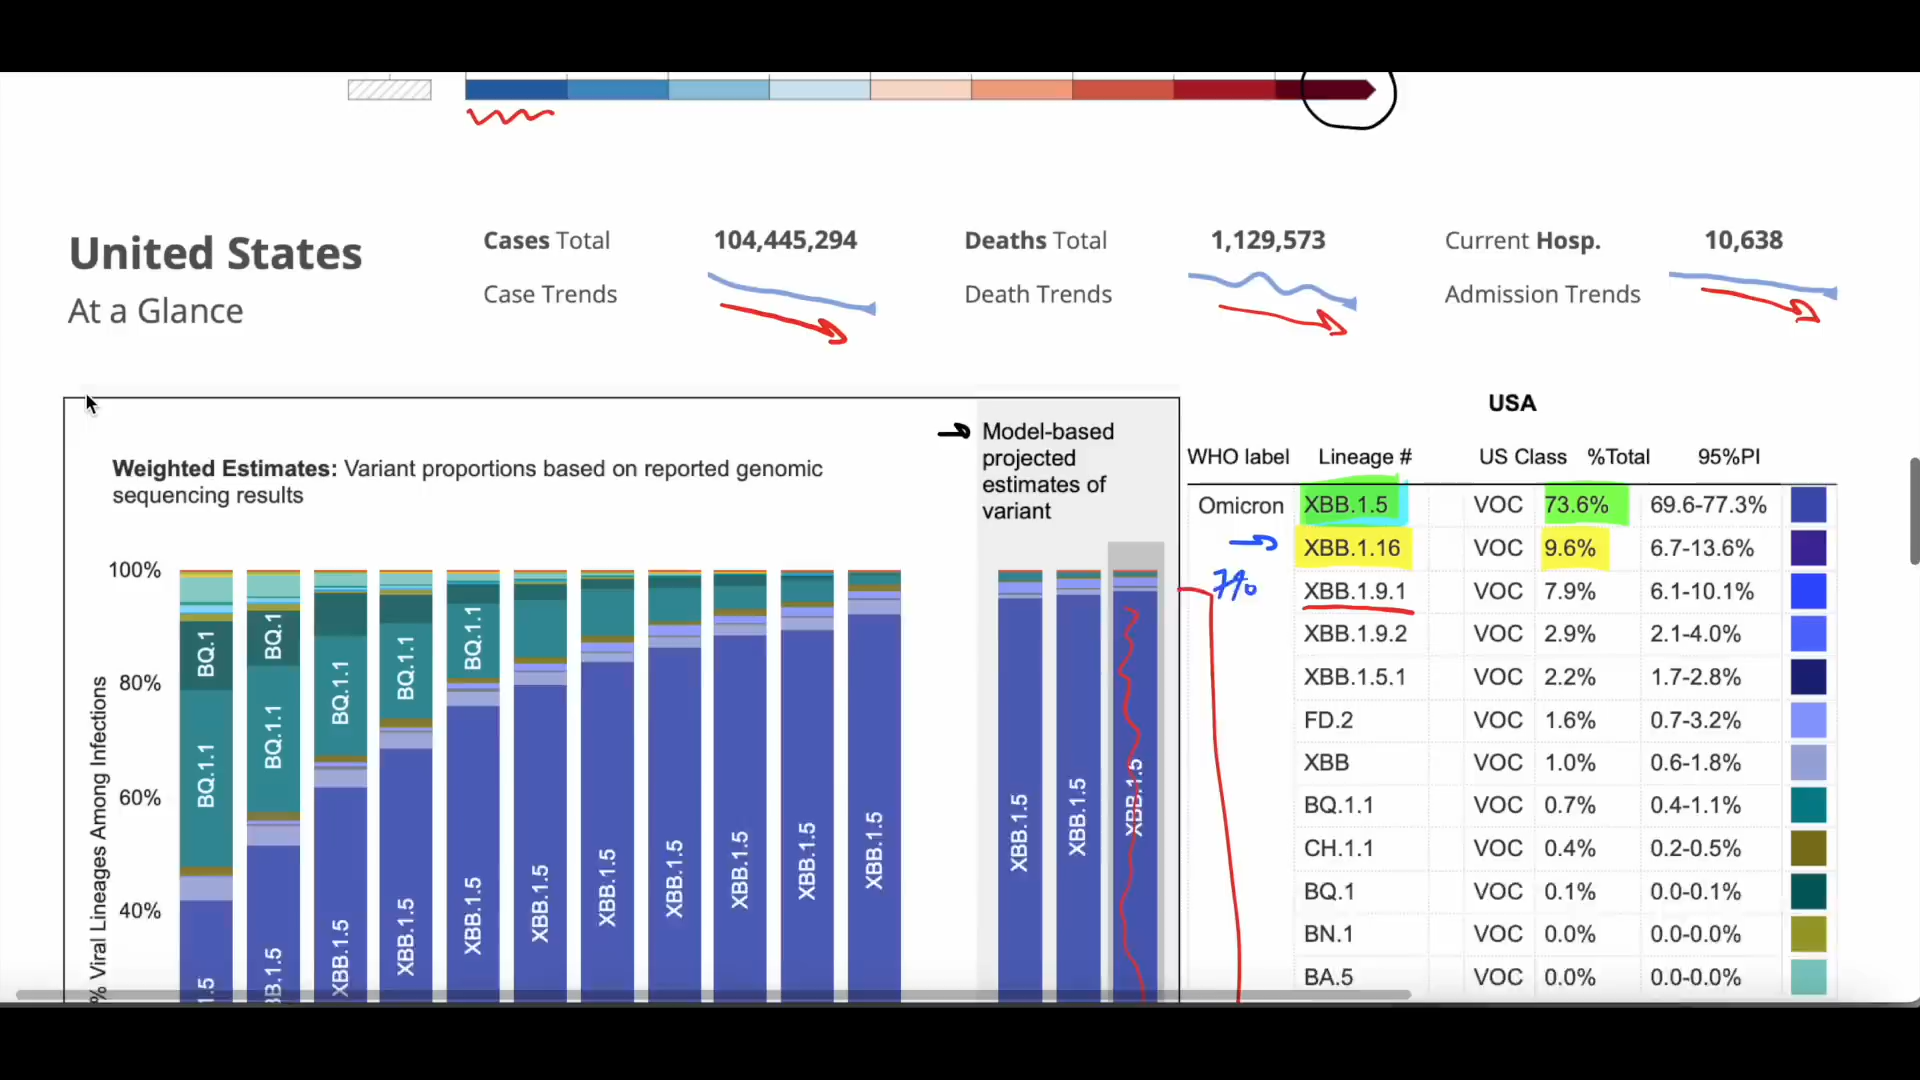 United States
At a Glance
Cases Total 104,445,294
Case Trends
Deaths Total 1,129,573
Death Trends
Current Hosp. 10,638
Admission Trends
Weighted Estimates: Variant proportions based on reported genomic
sequencing results
Model-based
projected
estimates of
variant
% Viral Lineages Among Infections
100%
80%
60%
40%
BQ.1
BQ.1.1
1.5
BQ.1
BQ.1.1
BB.1.5
BQ.1.1
XBB.1.5
BQ.1.1
XBB.1.5
BQ.1.1
XBB.1.5
XBB.1.5
XBB.1.5
XBB.1.5
XBB.1.5
XBB.1.5
XBB.1.5
XBB.1.5
XBB.1.5
XBB.1.5
USA
WHO label Lineage # US Class %Total 95%PI
Omicron XBB.1.5 VOC 73.6% 69.6-77.3%
XBB.1.16 VOC 9.6% 6.7-13.6%
7%
XBB.1.9.1 VOC 7.9% 6.1-10.1%
XBB.1.9.2 VOC 2.9% 2.1-4.0%
XBB.1.5.1 VOC 2.2% 1.7-2.8%
FD.2 VOC 1.6% 0.7-3.2%
XBB VOC 1.0% 0.6-1.8%
BQ.1.1 VOC 0.7% 0.4-1.1%
CH.1.1 VOC 0.4% 0.2-0.5%
BQ.1 VOC 0.1% 0.0-0.1%
BN.1 VOC 0.0% 0.0-0.0%
BA.5 VOC 0.0% 0.0-0.0%